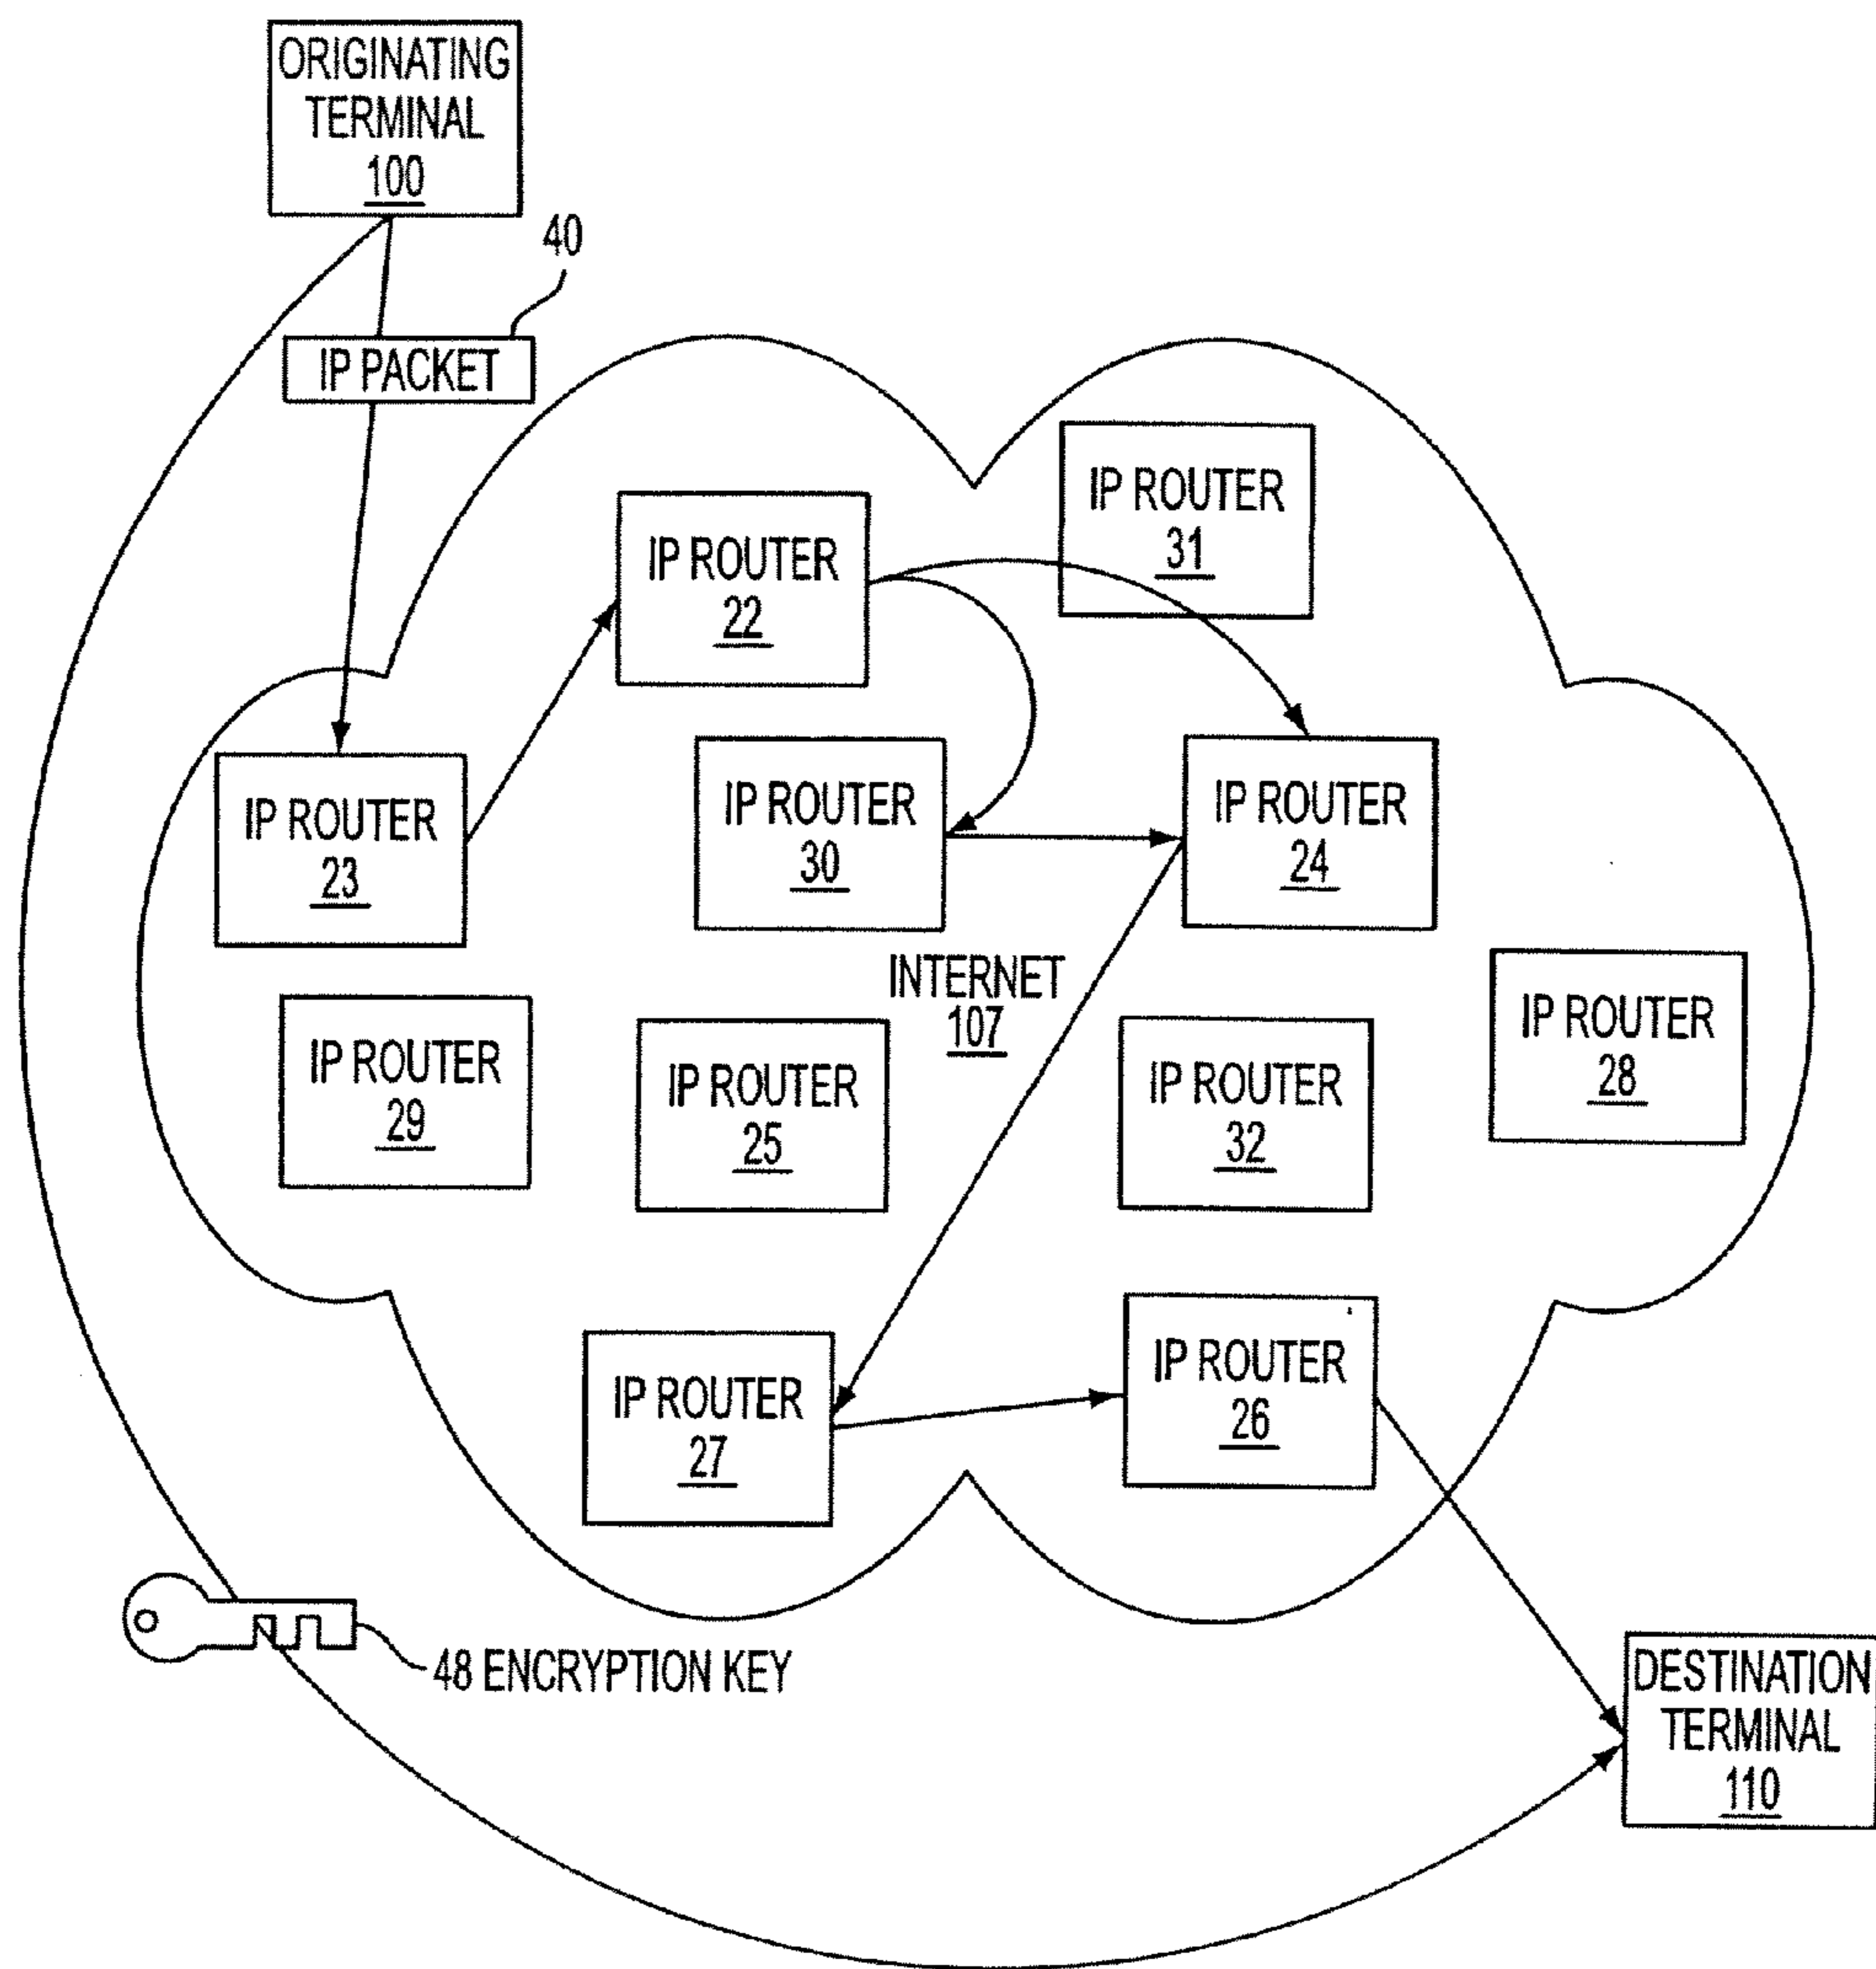 ORIGINATING
TERMINAL
100
40
IP PACKET
IP ROUTER
31
IP ROUTER
22
IP ROUTER
23
IP ROUTER
30
IP ROUTER
24
INTERNET
107
IP ROUTER
28
IP ROUTER
29
IP ROUTER
25
IP ROUTER
32
IP ROUTER
27
IP ROUTER
26
48 ENCRYPTION KEY
DESTINATION
TERMINAL
110